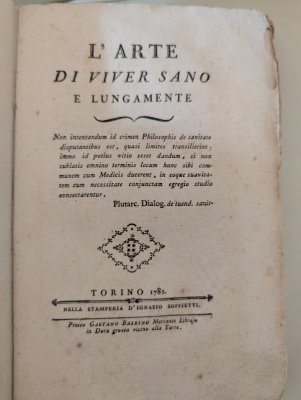 L' ARTE
DI VIVER SANO
E LUNGAMENTE
Non intentandum id crimen Philosophis de sanitate
disputantibus est, quasi limites transilierint;
immo id potius vitio esset dandum, si non
sublatis omnino terminis locum hunc sibi com-
munem cum Medicis ducerent, in eoque suavita-
tem cum necessitate conjunctam egregio studio
consectarentur.
Plutarc. Dialog. de tuend. sanit.
TORINO 1782.
NELLA STAMPERIA D'IGNAZIO SOFFIETTI,
Presso GAETANO BALBINO Mercante Librajo
in Dora grossa vicino alla Torre.